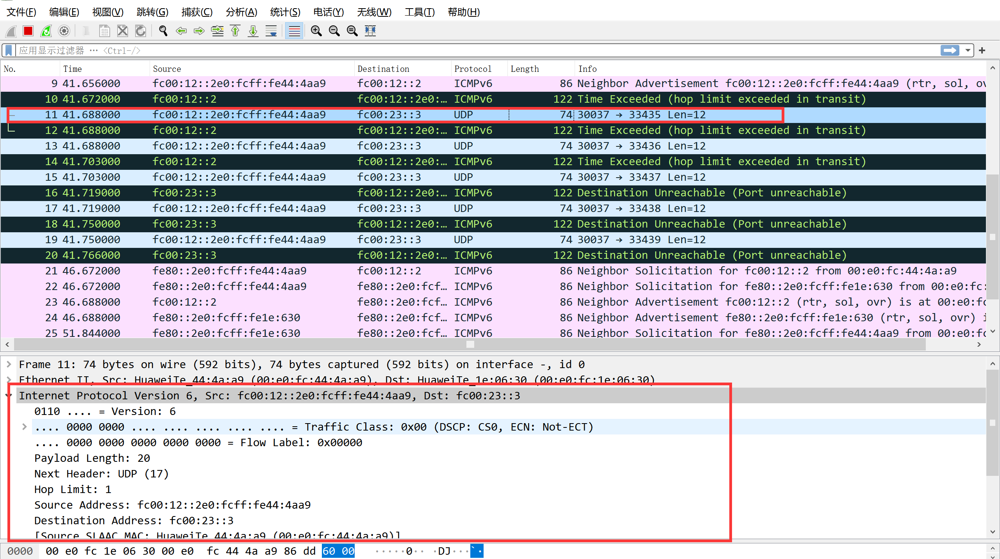 文件(F) 编辑(E) 视图(V) 跳转(G) 捕获(C) 分析(A) 统计(S) 电话(Y) 无线(W) 工具(T) 帮助(H)
应用显示过滤器 … <Ctrl-/>
No. Time Source Destination Protocol Length Info
9 41.656000 fc00:12::2e0:fcff:fe44:4aa9 fc00:12::2 ICMPv6 86 Neighbor Advertisement fc00:12::2e0:fcff:fe44:4aa9 (rtr, sol, ov
10 41.672000 fc00:12::2 fc00:12::2e0:… ICMPv6 122 Time Exceeded (hop limit exceeded in transit)
11 41.688000 fc00:12::2e0:fcff:fe44:4aa9 fc00:23::3 UDP 74 30037 → 33435 Len=12
12 41.688000 fc00:12::2 fc00:12::2e0:… ICMPv6 122 Time Exceeded (hop limit exceeded in transit)
13 41.688000 fc00:12::2e0:fcff:fe44:4aa9 fc00:23::3 UDP 74 30037 → 33436 Len=12
14 41.703000 fc00:12::2 fc00:12::2e0:… ICMPv6 122 Time Exceeded (hop limit exceeded in transit)
15 41.703000 fc00:12::2e0:fcff:fe44:4aa9 fc00:23::3 UDP 74 30037 → 33437 Len=12
16 41.719000 fc00:23::3 fc00:12::2e0:… ICMPv6 122 Destination Unreachable (Port unreachable)
17 41.719000 fc00:12::2e0:fcff:fe44:4aa9 fc00:23::3 UDP 74 30037 → 33438 Len=12
18 41.750000 fc00:23::3 fc00:12::2e0:… ICMPv6 122 Destination Unreachable (Port unreachable)
19 41.750000 fc00:12::2e0:fcff:fe44:4aa9 fc00:23::3 UDP 74 30037 → 33439 Len=12
20 41.766000 fc00:23::3 fc00:12::2e0:… ICMPv6 122 Destination Unreachable (Port unreachable)
21 46.672000 fe80::2e0:fcff:fe44:4aa9 fc00:12::2 ICMPv6 86 Neighbor Solicitation for fc00:12::2 from 00:e0:fc:44:4a:a9
22 46.672000 fe80::2e0:fcff:fe44:4aa9 fe80::2e0:fcf… ICMPv6 86 Neighbor Solicitation for fe80::2e0:fcff:fe1e:630 from 00:e0:fc:
23 46.688000 fc00:12::2 fe80::2e0:fcf… ICMPv6 86 Neighbor Advertisement fc00:12::2 (rtr, sol, ovr) is at 00:e0:fc
24 46.688000 fe80::2e0:fcff:fe1e:630 fe80::2e0:fcf… ICMPv6 86 Neighbor Advertisement fe80::2e0:fcff:fe1e:630 (rtr, sol, ovr) i
25 51.844000 fe80::2e0:fcff:fe1e:630 fe80::2e0:fcf… ICMPv6 86 Neighbor Solicitation for fe80::2e0:fcff:fe44:4aa9 from 00:e0:fc
Frame 11: 74 bytes on wire (592 bits), 74 bytes captured (592 bits) on interface -, id 0
Ethernet II, Src: HuaweiTe_44:4a:a9 (00:e0:fc:44:4a:a9), Dst: HuaweiTe_1e:06:30 (00:e0:fc:1e:06:30)
Internet Protocol Version 6, Src: fc00:12::2e0:fcff:fe44:4aa9, Dst: fc00:23::3
0110 .... = Version: 6
.... 0000 0000 .... .... .... .... .... = Traffic Class: 0x00 (DSCP: CS0, ECN: Not-ECT)
.... 0000 0000 0000 0000 0000 = Flow Label: 0x00000
Payload Length: 20
Next Header: UDP (17)
Hop Limit: 1
Source Address: fc00:12::2e0:fcff:fe44:4aa9
Destination Address: fc00:23::3
[Source SLAAC MAC: HuaweiTe_44:4a:a9 (00:e0:fc:44:4a:a9)]
0000 00 e0 fc 1e 06 30 00 e0 fc 44 4a a9 86 dd 60 00 ·····0·· ·DJ···`·